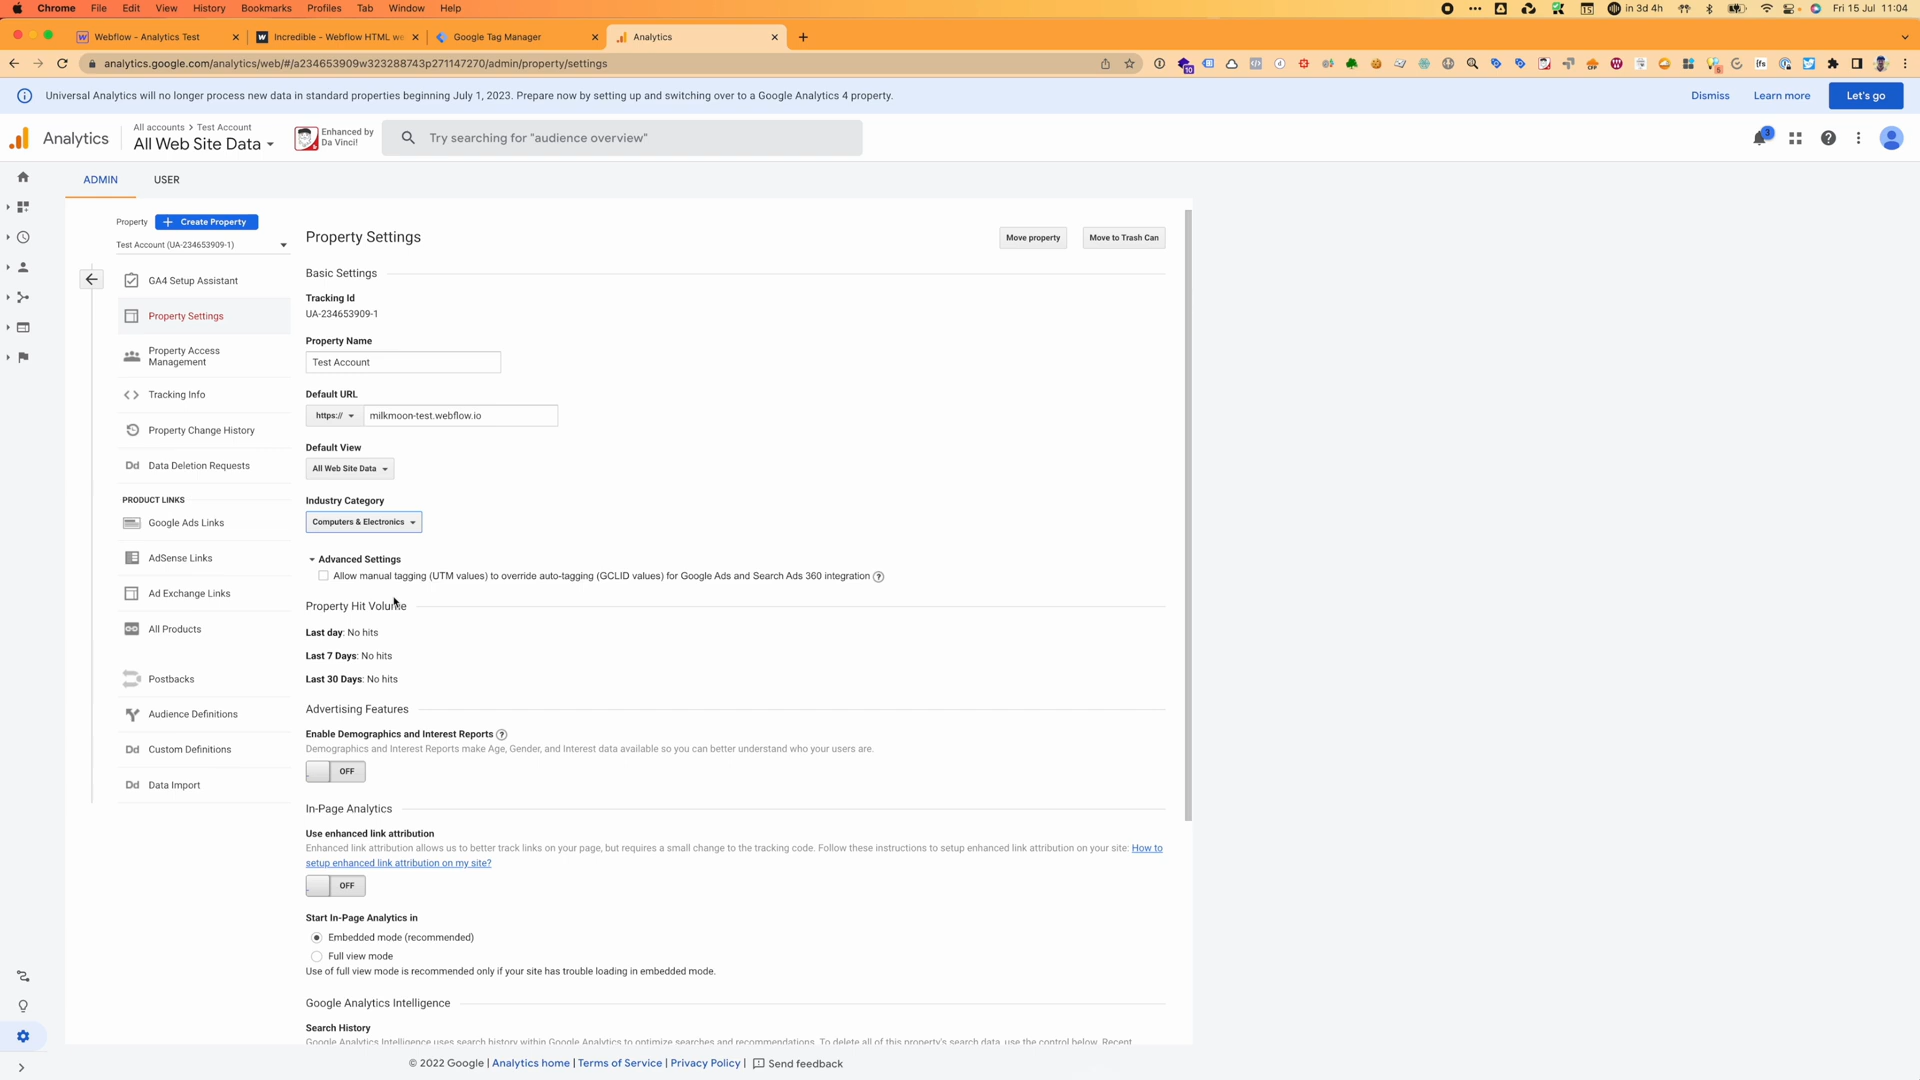 Chrome File Edit View History Bookmarks Profiles Tab Window Help
in 3d 4h Fri 15 Jul 11:04
Webflow - Analytics Test
Incredible - Webflow HTML we
Google Tag Manager
Analytics
analytics.google.com/analytics/web/#/a234653909w323288743p271147270/admin/property/settings
Universal Analytics will no longer process new data in standard properties beginning July 1, 2023. Prepare now by setting up and switching over to a Google Analytics 4 property.
Dismiss Learn more Let's go
Analytics
All accounts > Test Account
All Web Site Data
Enhanced by
Da Vinci!
Try searching for "audience overview"
3
ADMIN USER
Property + Create Property
Test Account (UA-234653909-1)
GA4 Setup Assistant
Property Settings
Property Access
Management
Tracking Info
Property Change History
Dd Data Deletion Requests
PRODUCT LINKS
Google Ads Links
AdSense Links
Ad Exchange Links
All Products
Postbacks
Audience Definitions
Dd Custom Definitions
Dd Data Import
Property Settings
Move property Move to Trash Can
Basic Settings
Tracking Id
UA-234653909-1
Property Name
Test Account
Default URL
https:// milkmoon-test.webflow.io
Default View
All Web Site Data
Industry Category
Computers & Electronics
Advanced Settings
Allow manual tagging (UTM values) to override auto-tagging (GCLID values) for Google Ads and Search Ads 360 integration ?
Property Hit Volume
Last day: No hits
Last 7 Days: No hits
Last 30 Days: No hits
Advertising Features
Enable Demographics and Interest Reports ?
Demographics and Interest Reports make Age, Gender, and Interest data available so you can better understand who your users are.
OFF
In-Page Analytics
Use enhanced link attribution
Enhanced link attribution allows us to better track links on your page, but requires a small change to the tracking code. Follow these instructions to setup enhanced link attribution on your site: How to
setup enhanced link attribution on my site?
OFF
Start In-Page Analytics in
Embedded mode (recommended)
Full view mode
Use of full view mode is recommended only if your site has trouble loading in embedded mode.
Google Analytics Intelligence
Search History
Google Analytics Intelligence uses search history within Google Analytics to optimize searches and recommendations. To delete all of this property's search data, use the control below. Recent
© 2022 Google | Analytics home | Terms of Service | Privacy Policy | Send feedback